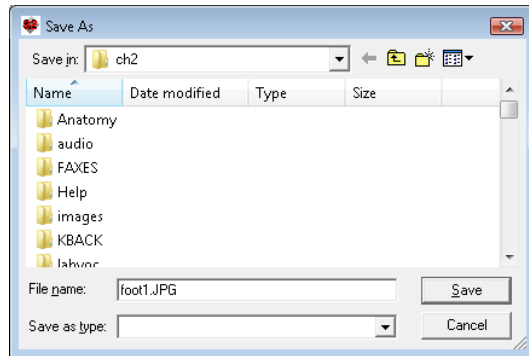 Save As
Save in: ch2
Name Date modified Type Size
Anatomy
audio
FAXES
Help
images
KBACK
labvoc
File name: foot1.JPG Save
Save as type: Cancel